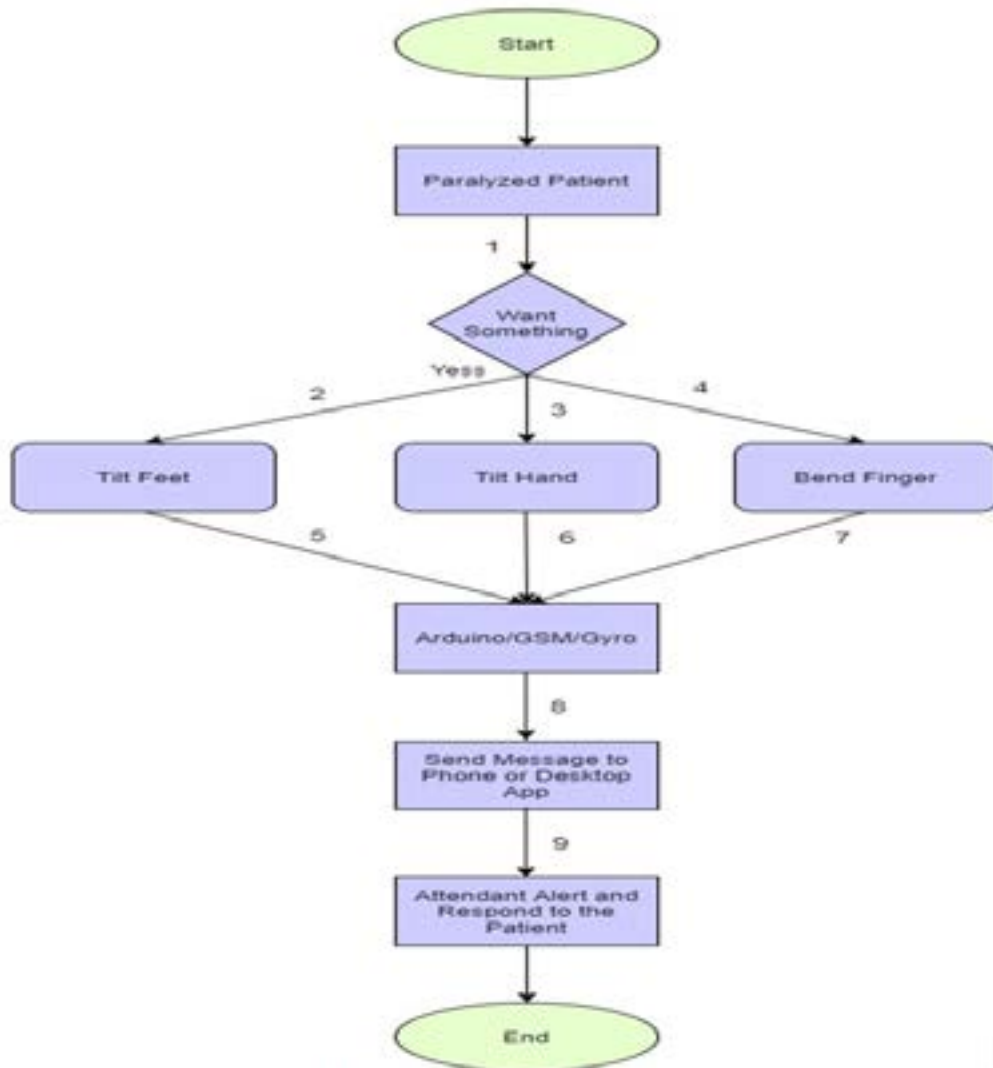 Start
Paralyzed Patient
1
Want
Something
Yess
2
3
4
Tilt Feet
Tilt Hand
Bend Finger
5
6
7
Arduino/GSM/Gyro
8
Send Message to
Phone or Desktop
App
9
Attendant Alert and
Respond to the
Patient
End